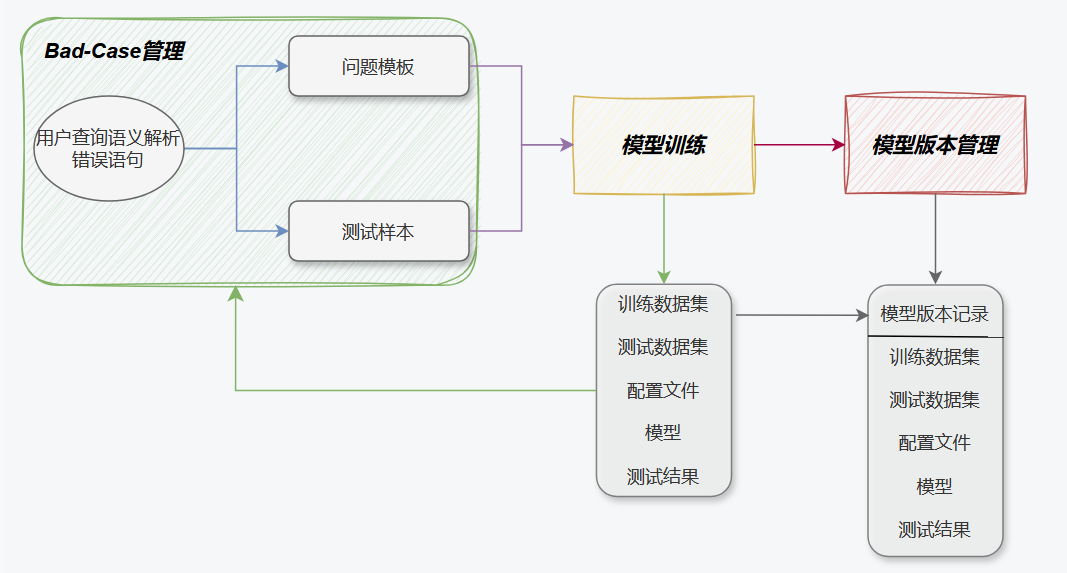 Bad-Case管理
用户查询语义解析
错误语句
问题模板
测试样本
模型训练
模型版本管理
训练数据集
测试数据集
配置文件
模型
测试结果
模型版本记录
训练数据集
测试数据集
配置文件
模型
测试结果